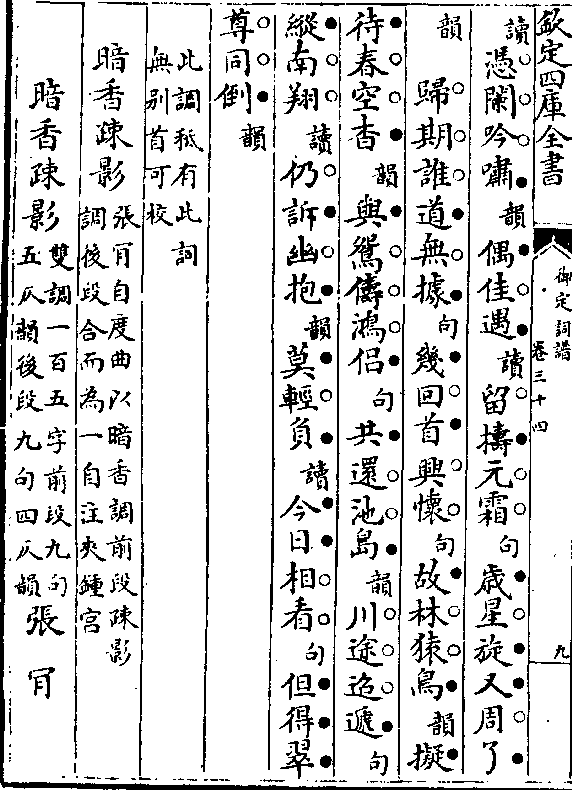 欽定四庫全書
御定詞譜
卷三十四
九
讀憑闌吟嘯韻偶佳遇讀留擣元霜句歲星旋又周了
韻
歸期誰道無據句幾回首興懷句故林猿鳥韻擬
待春空杳韻與鴛儔鴻侶句共還池島韻川途迢遞句
縱南翔讀仍訴幽抱韻莫輕負讀今日相看句但得翠
尊同倒韻
此調秪有此詞
無別首可校
暗香疎影張肎自度曲以暗香調前段疎影
調後段合而為一自注夾鍾宮
暗香疎影雙調一百五字前段九句
五仄韻後段九句四仄韻張肎